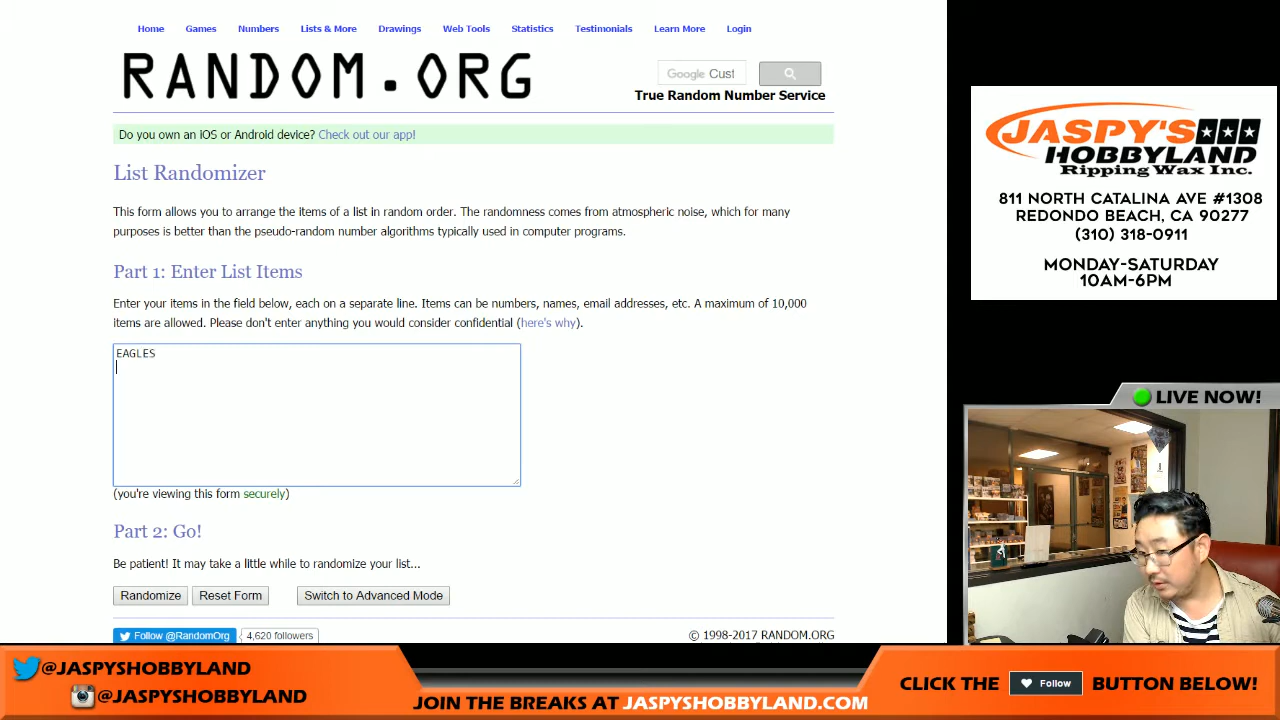 Home Games Numbers Lists & More Drawings Web Tools Statistics Testimonials Learn More Login
RANDOM.ORG
Google Cust
True Random Number Service
Do you own an iOS or Android device? Check out our app!
List Randomizer
This form allows you to arrange the items of a list in random order. The randomness comes from atmospheric noise, which for many
purposes is better than the pseudo-random number algorithms typically used in computer programs.
Part 1: Enter List Items
Enter your items in the field below, each on a separate line. Items can be numbers, names, email addresses, etc. A maximum of 10,000
items are allowed. Please don't enter anything you would consider confidential (here's why).
EAGLES
(you're viewing this form securely)
Part 2: Go!
Be patient! It may take a little while to randomize your list...
Randomize Reset Form Switch to Advanced Mode
Follow @RandomOrg 4,620 followers
© 1998-2017 RANDOM.ORG
JASPY'S
HOBBYLAND
Ripping Wax Inc.
811 NORTH CATALINA AVE #1308
REDONDO BEACH, CA 90277
(310) 318-0911
MONDAY-SATURDAY
10AM-6PM
LIVE NOW!
@JASPYSHOBBYLAND
@JASPYSHOBBYLAND
JOIN THE BREAKS AT JASPYSHOBBYLAND.COM
CLICK THE Follow BUTTON BELOW!